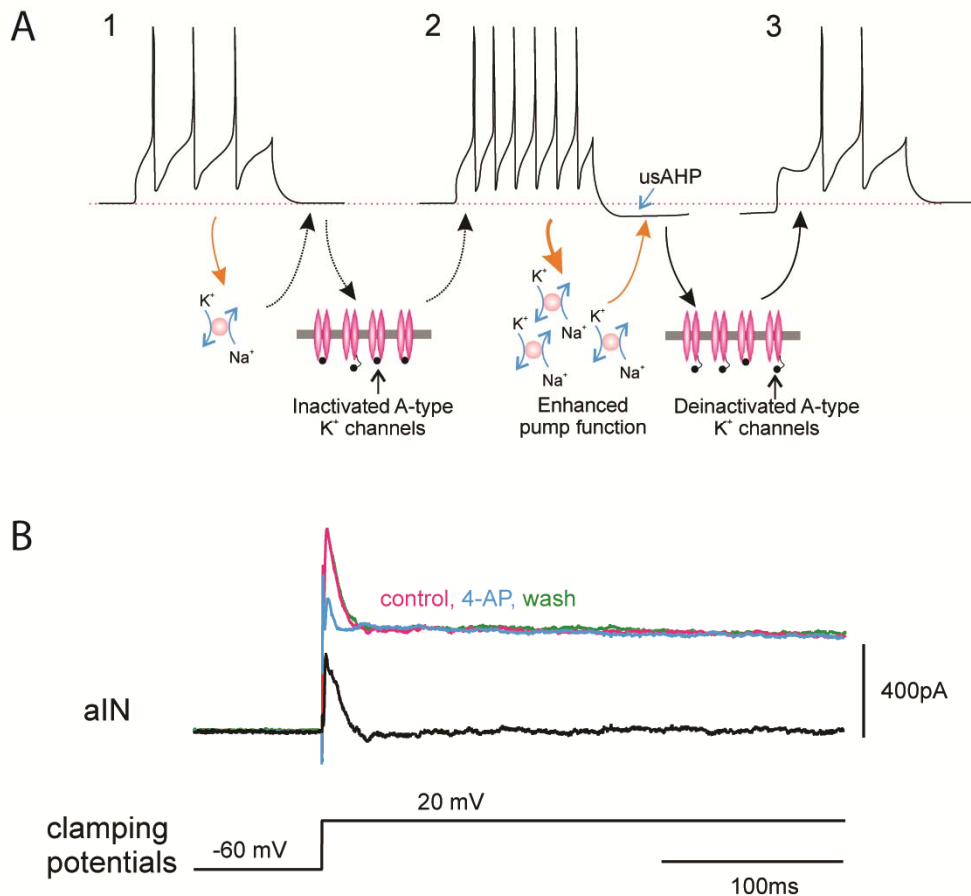 A
1
2
3
usAHP
K⁺
Na⁺
K⁺
K⁺
Na⁺
K⁺
Na⁺
Na⁺
Inactivated A-type
K⁺ channels
Enhanced
pump function
Deinactivated A-type
K⁺ channels
B
control, 4-AP, wash
400pA
aIN
20 mV
clamping
potentials
-60 mV
100ms